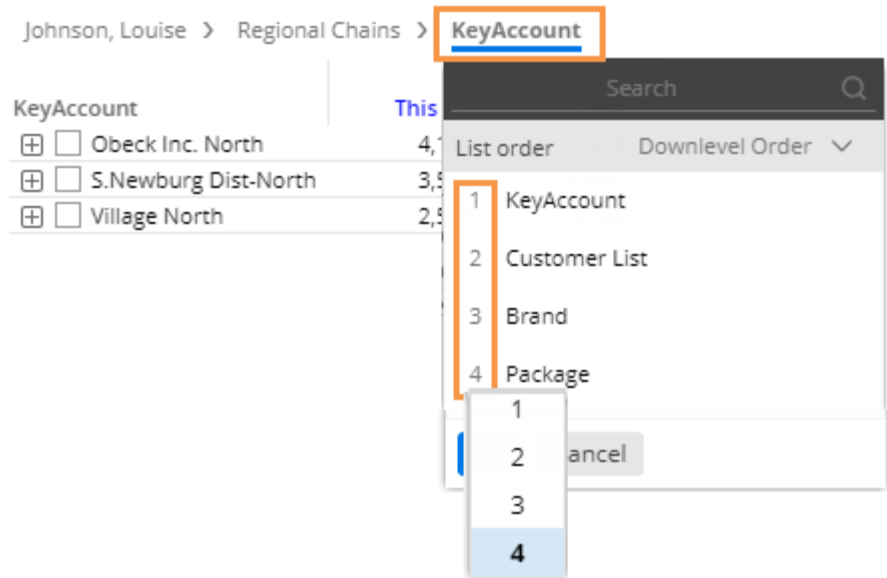 Johnson, Louise > Regional Chains > KeyAccount
Search
KeyAccount This
List order Downlevel Order
Obeck Inc. North 4,
S.Newburg Dist-North 3,5
Village North 2,5
1 KeyAccount
2 Customer List
3 Brand
4 Package
1
2
3
4
ancel